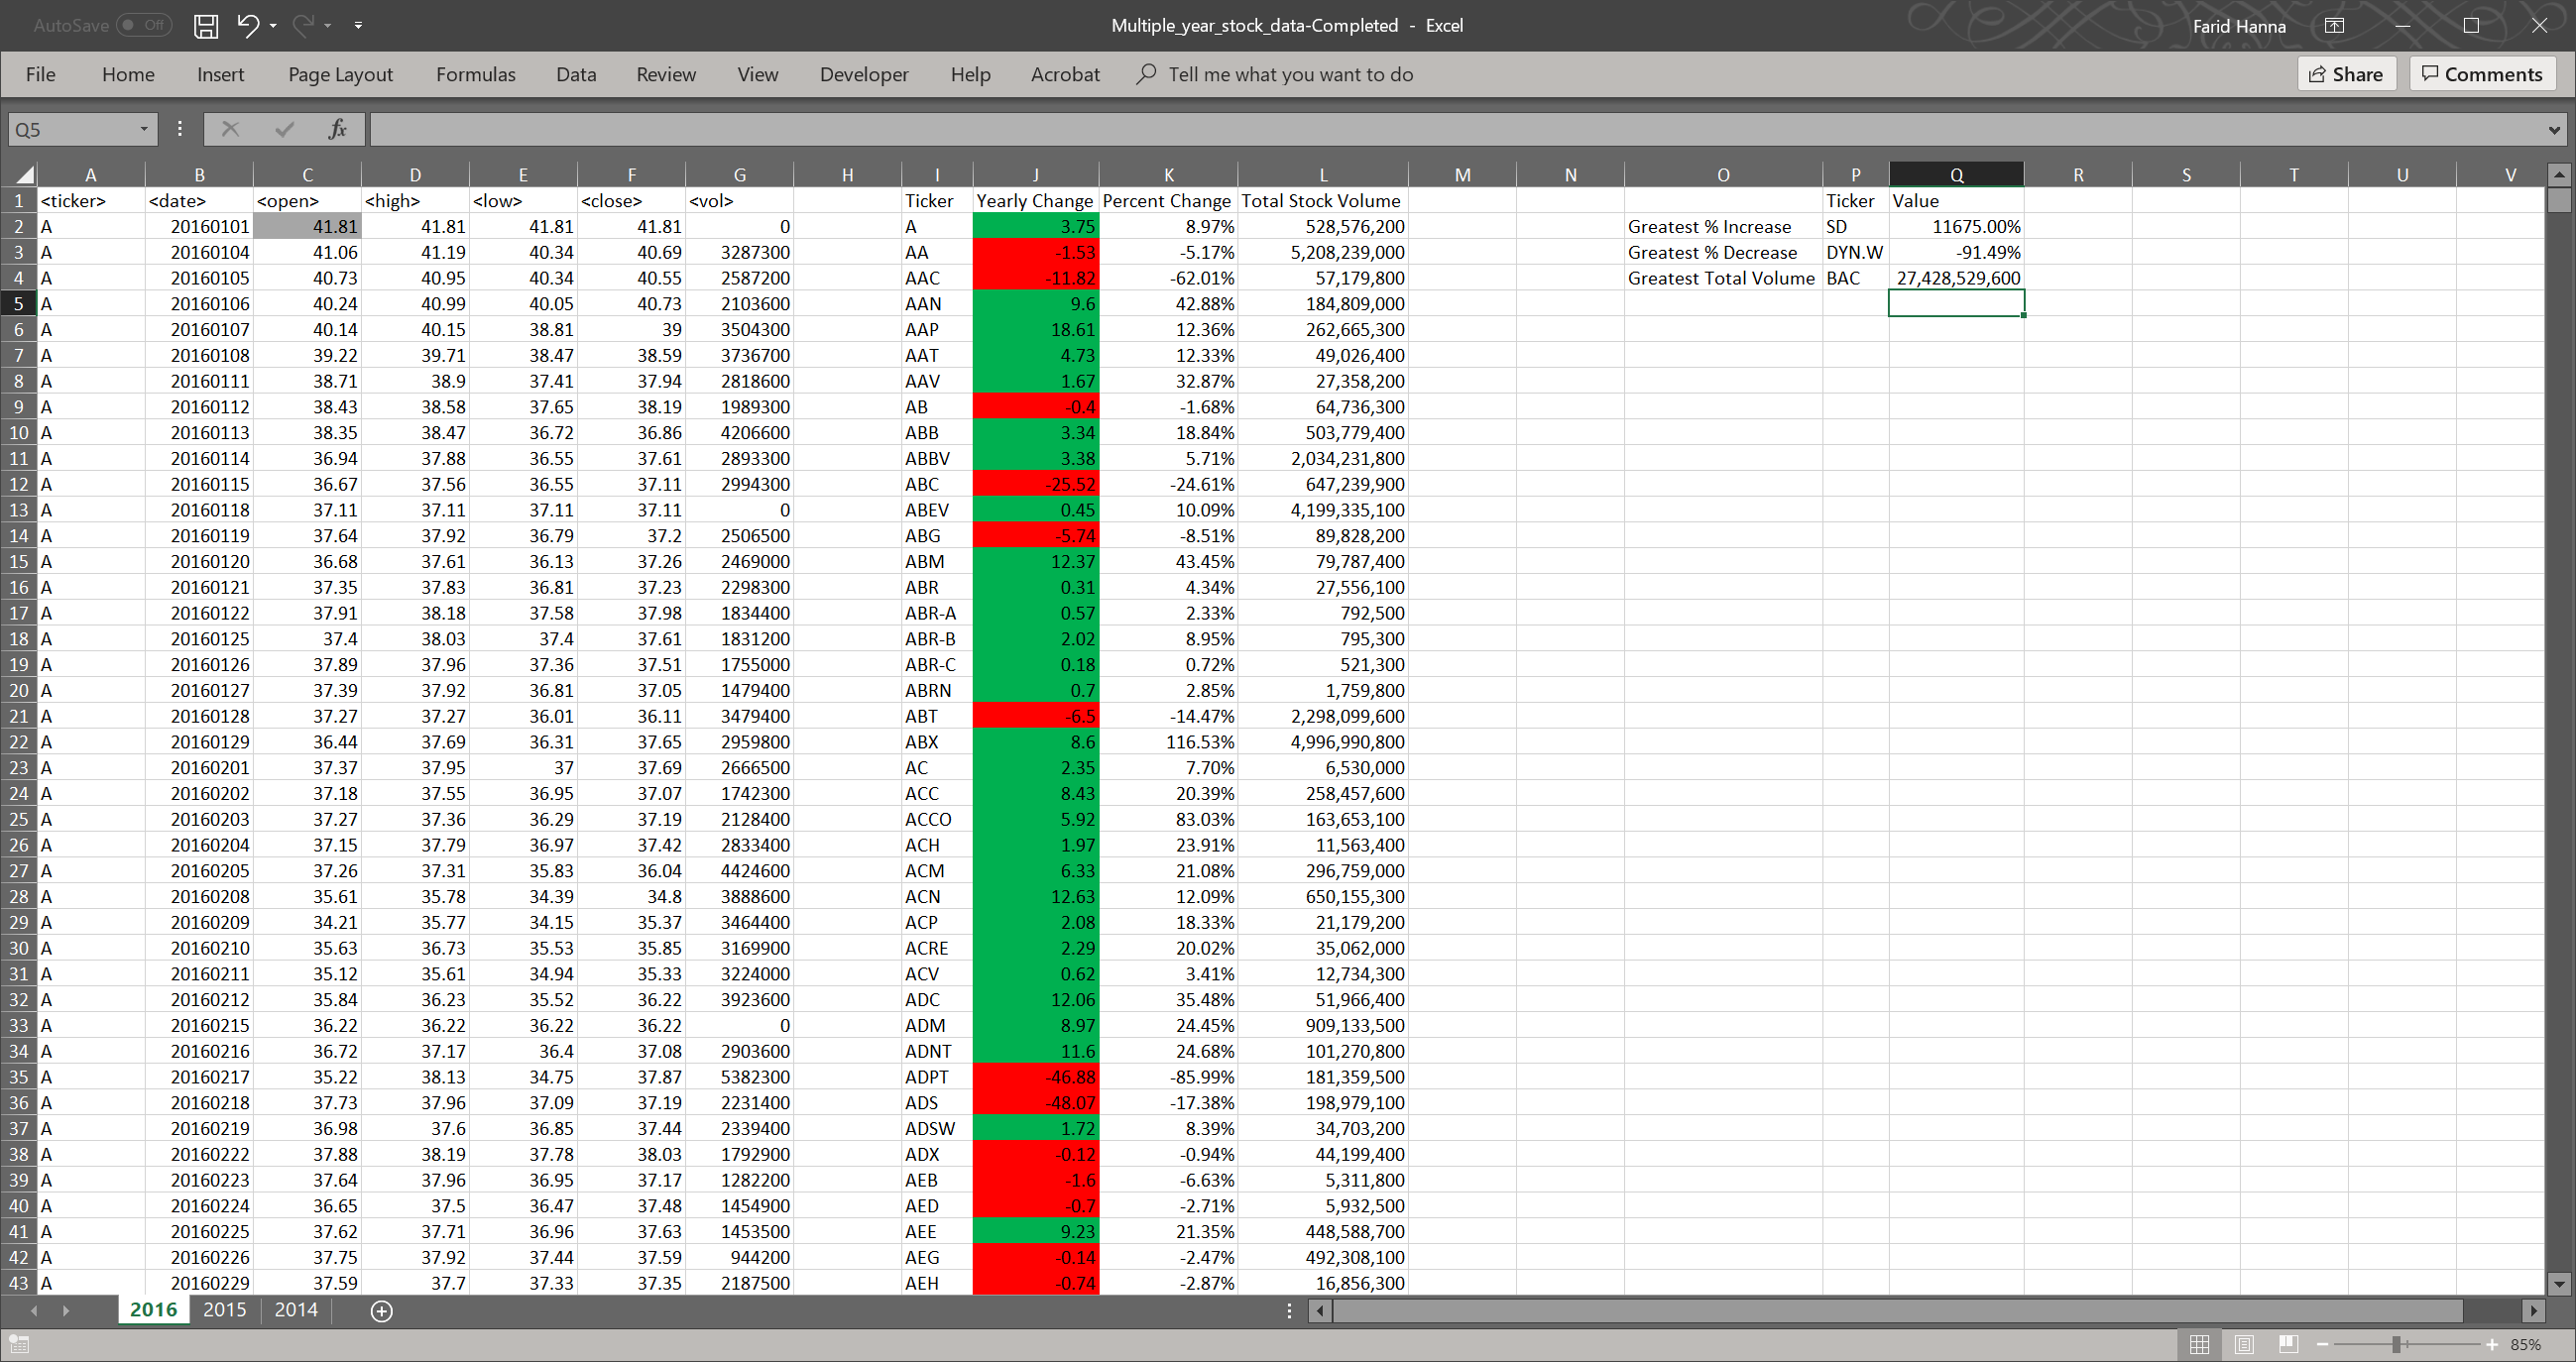 AutoSave Off Multiple_year_stock_data-Completed - Excel Farid Hanna
File Home Insert Page Layout Formulas Data Review View Developer Help Acrobat Tell me what you want to do Share Comments
Q5 fx
A B C D E F G H I J K L M N O P Q R S T U V
1 <ticker> <date> <open> <high> <low> <close> <vol> Ticker Yearly Change Percent Change Total Stock Volume Ticker Value
2 A 20160101 41.81 41.81 41.81 41.81 0 A 3.75 8.97% 528,576,200 Greatest % Increase SD 11675.00%
3 A 20160104 41.06 41.19 40.34 40.69 3287300 AA -1.53 -5.17% 5,208,239,000 Greatest % Decrease DYN.W -91.49%
4 A 20160105 40.73 40.95 40.34 40.55 2587200 AAC -11.82 -62.01% 57,179,800 Greatest Total Volume BAC 27,428,529,600
5 A 20160106 40.24 40.99 40.05 40.73 2103600 AAN 9.6 42.88% 184,809,000
6 A 20160107 40.14 40.15 38.81 39 3504300 AAP 18.61 12.36% 262,665,300
7 A 20160108 39.22 39.71 38.47 38.59 3736700 AAT 4.73 12.33% 49,026,400
8 A 20160111 38.71 38.9 37.41 37.94 2818600 AAV 1.67 32.87% 27,358,200
9 A 20160112 38.43 38.58 37.65 38.19 1989300 AB -0.4 -1.68% 64,736,300
10 A 20160113 38.35 38.47 36.72 36.86 4206600 ABB 3.34 18.84% 503,779,400
11 A 20160114 36.94 37.88 36.55 37.61 2893300 ABBV 3.38 5.71% 2,034,231,800
12 A 20160115 36.67 37.56 36.55 37.11 2994300 ABC -25.52 -24.61% 647,239,900
13 A 20160118 37.11 37.11 37.11 37.11 0 ABEV 0.45 10.09% 4,199,335,100
14 A 20160119 37.64 37.92 36.79 37.2 2506500 ABG -5.74 -8.51% 89,828,200
15 A 20160120 36.68 37.61 36.13 37.26 2469000 ABM 12.37 43.45% 79,787,400
16 A 20160121 37.35 37.83 36.81 37.23 2298300 ABR 0.31 4.34% 27,556,100
17 A 20160122 37.91 38.18 37.58 37.98 1834400 ABR-A 0.57 2.33% 792,500
18 A 20160125 37.4 38.03 37.4 37.61 1831200 ABR-B 2.02 8.95% 795,300
19 A 20160126 37.89 37.96 37.36 37.51 1755000 ABR-C 0.18 0.72% 521,300
20 A 20160127 37.39 37.92 36.81 37.05 1479400 ABRN 0.7 2.85% 1,759,800
21 A 20160128 37.27 37.27 36.01 36.11 3479400 ABT -6.5 -14.47% 2,298,099,600
22 A 20160129 36.44 37.69 36.31 37.65 2959800 ABX 8.6 116.53% 4,996,990,800
23 A 20160201 37.37 37.95 37 37.69 2666500 AC 2.35 7.70% 6,530,000
24 A 20160202 37.18 37.55 36.95 37.07 1742300 ACC 8.43 20.39% 258,457,600
25 A 20160203 37.27 37.36 36.29 37.19 2128400 ACCO 5.92 83.03% 163,653,100
26 A 20160204 37.15 37.79 36.97 37.42 2833400 ACH 1.97 23.91% 11,563,400
27 A 20160205 37.26 37.31 35.83 36.04 4424600 ACM 6.33 21.08% 296,759,000
28 A 20160208 35.61 35.78 34.39 34.8 3888600 ACN 12.63 12.09% 650,155,300
29 A 20160209 34.21 35.77 34.15 35.37 3464400 ACP 2.08 18.33% 21,179,200
30 A 20160210 35.63 36.73 35.53 35.85 3169900 ACRE 2.29 20.02% 35,062,000
31 A 20160211 35.12 35.61 34.94 35.33 3224000 ACV 0.62 3.41% 12,734,300
32 A 20160212 35.84 36.23 35.52 36.22 3923600 ADC 12.06 35.48% 51,966,400
33 A 20160215 36.22 36.22 36.22 36.22 0 ADM 8.97 24.45% 909,133,500
34 A 20160216 36.72 37.17 36.4 37.08 2903600 ADNT 11.6 24.68% 101,270,800
35 A 20160217 35.22 38.13 34.75 37.87 5382300 ADPT -46.88 -85.99% 181,359,500
36 A 20160218 37.73 37.96 37.09 37.19 2231400 ADS -48.07 -17.38% 198,979,100
37 A 20160219 36.98 37.6 36.85 37.44 2339400 ADSW 1.72 8.39% 34,703,200
38 A 20160222 37.88 38.19 37.78 38.03 1792900 ADX -0.12 -0.94% 44,199,400
39 A 20160223 37.64 37.96 36.95 37.17 1282200 AEB -1.6 -6.63% 5,311,800
40 A 20160224 36.65 37.5 36.47 37.48 1454900 AED -0.7 -2.71% 5,932,500
41 A 20160225 37.62 37.71 36.96 37.63 1453500 AEE 9.23 21.35% 448,588,700
42 A 20160226 37.75 37.92 37.44 37.59 944200 AEG -0.14 -2.47% 492,308,100
43 A 20160229 37.59 37.7 37.33 37.35 2187500 AEH -0.74 -2.87% 16,856,300
2016 2015 2014
85%